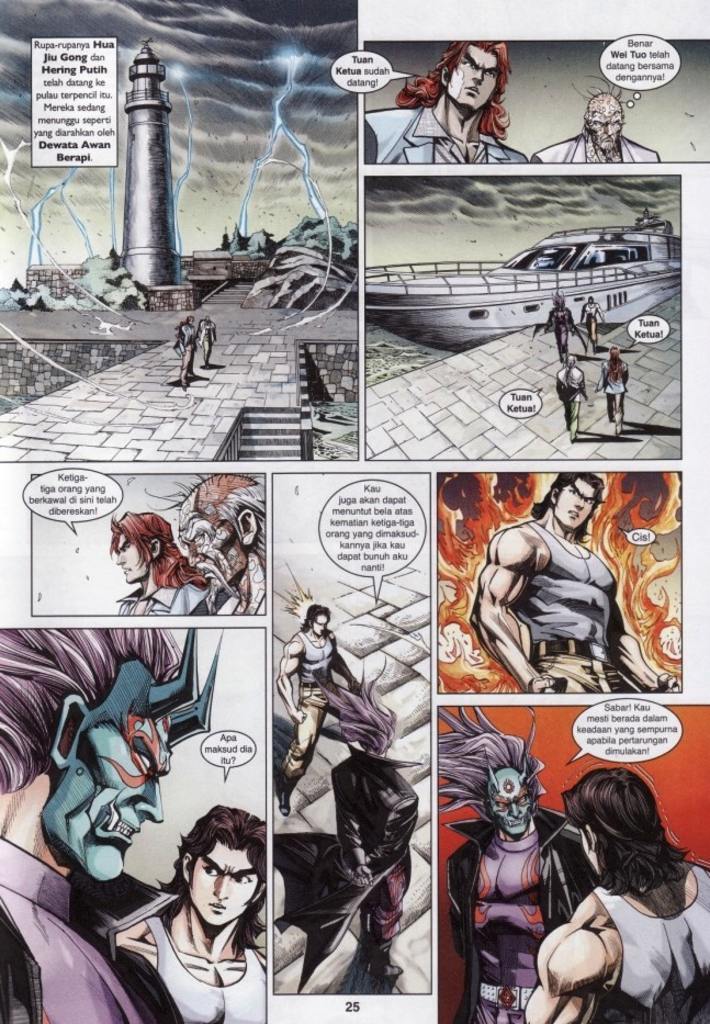 Rupa-rupanya Hua
Jiu Gong dan
Hering Putih
telah datang ke
pulau terpencil itu.
Mereka sedang
menunggu seperti
yang diarahkan oleh
Dewata Awan
Berapi.
Tuan
Ketua sudah
datang!
Benar
Wei Tuo telah
datang bersama
dengannya!
Tuan
Ketua!
Tuan
Ketua!
Ketiga-
tiga orang yang
berkawal di sini telah
dibereskan!
Kau
juga akan dapat
menuntut bela atas
kematian ketiga-tiga
orang yang dimaksud-
kannya jika kau
dapat bunuh aku
nanti!
Cis!
Apa
maksud dia
itu?
Sabar! Kau
mesti berada dalam
keadaan yang sempurna
apabila pertarungan
dimulakan!
25